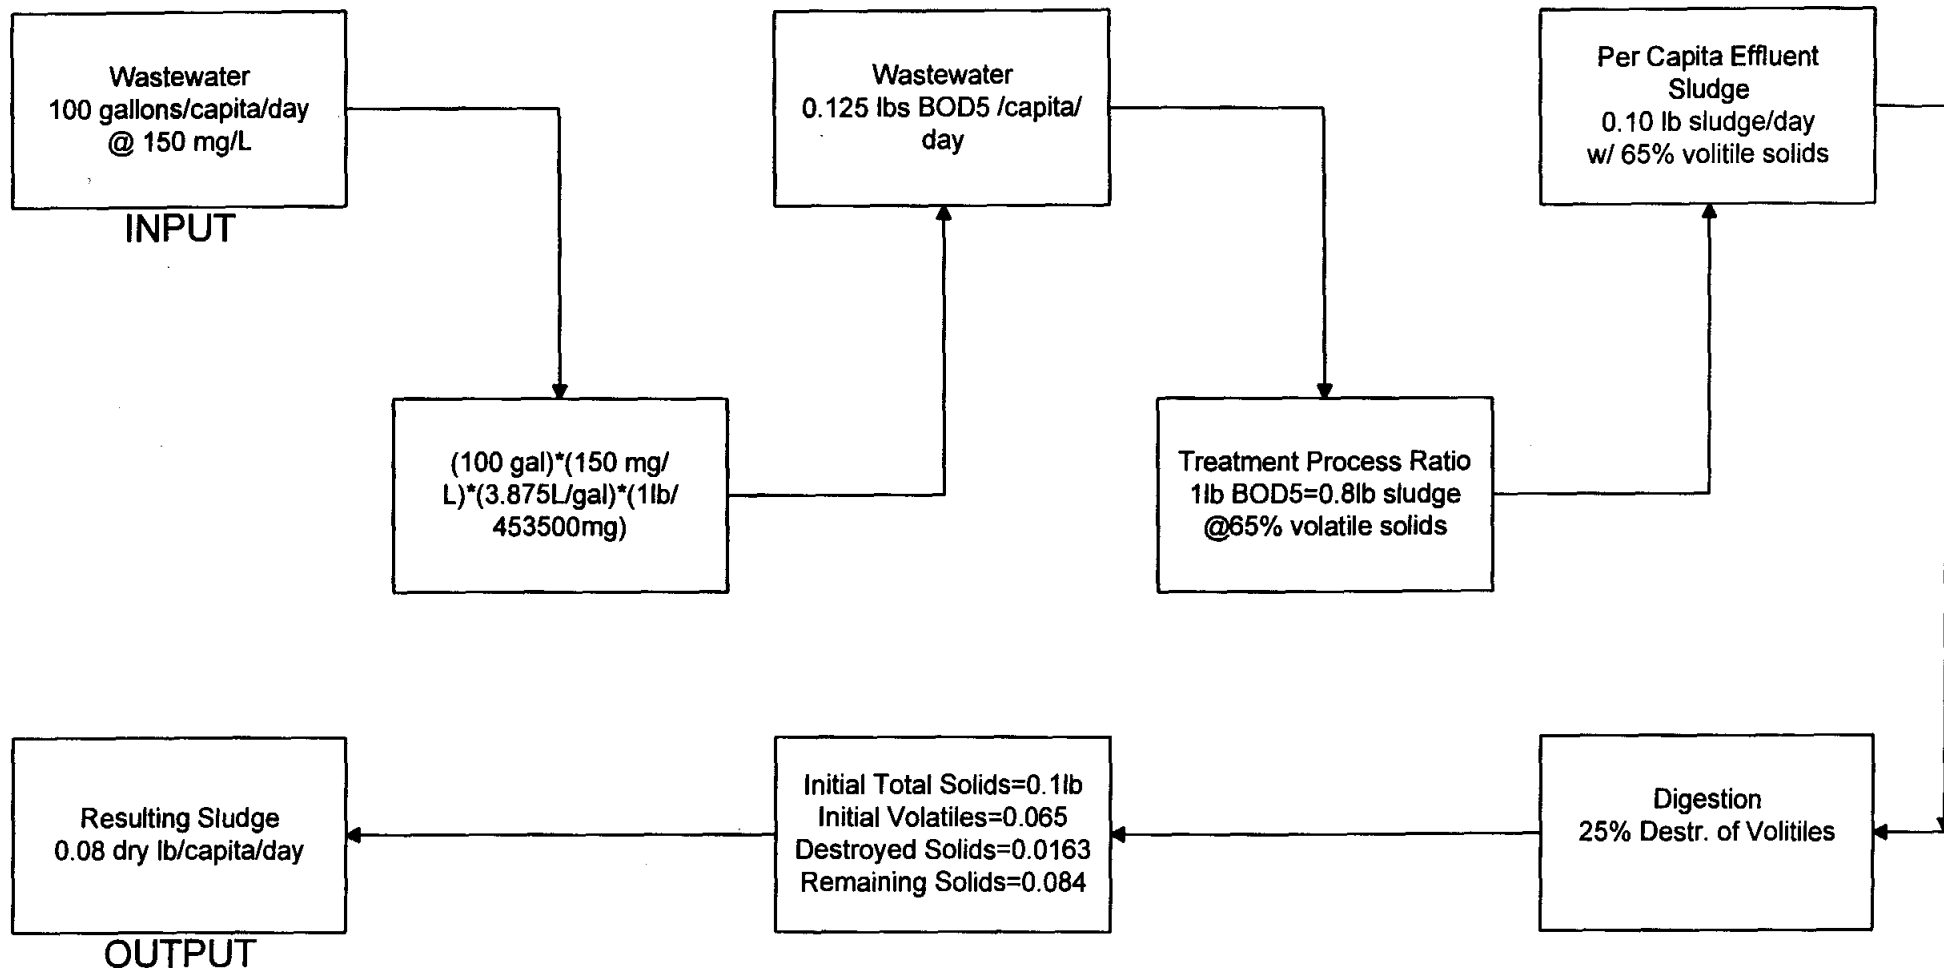 Wastewater
100 gallons/capita/day
@ 150 mg/L
INPUT
(100 gal)*(150 mg/
L)*(3.875L/gal)*(1lb/
453500mg)
Wastewater
0.125 lbs BOD5 /capita/
day
Treatment Process Ratio
1lb BOD5=0.8lb sludge
@65% volatile solids
Per Capita Effluent
Sludge
0.10 lb sludge/day
w/ 65% volitile solids
Digestion
25% Destr. of Volitiles
Initial Total Solids=0.1lb
Initial Volatiles=0.065
Destroyed Solids=0.0163
Remaining Solids=0.084
Resulting Sludge
0.08 dry lb/capita/day
OUTPUT